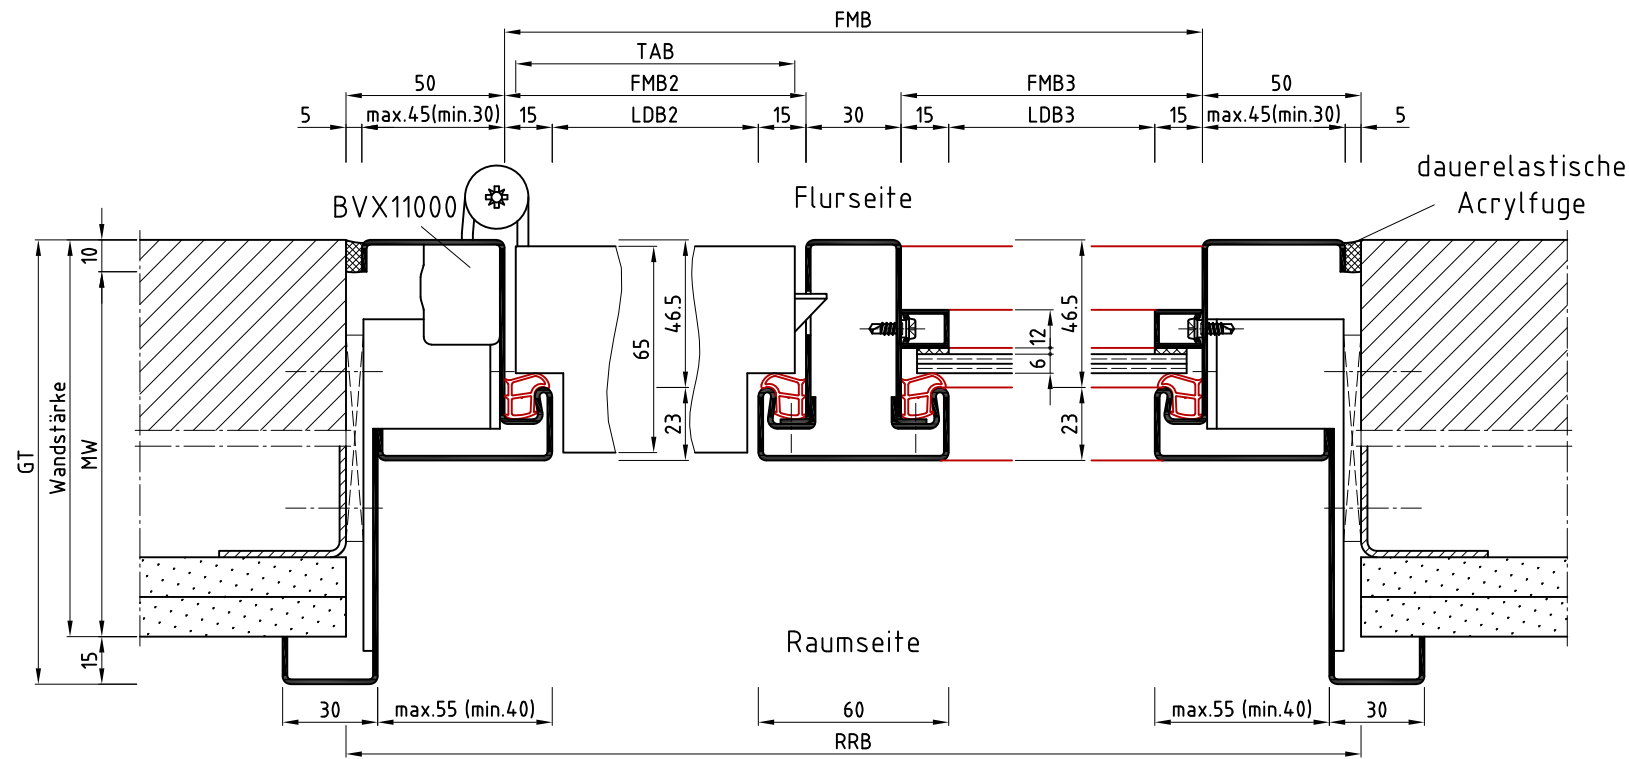 FMB
TAB
50 FMB2 FMB3 50
5 max.45(min.30) 15 LDB2 15 30 15 LDB3 15 max.45(min.30) 5
dauerelastische
Acrylfuge
BVX11000
Flurseite
10
46.5
46.5
12
65
6
23
23
GT
Wandstärke
MW
15
Raumseite
30 max.55 (min.40) 60 max.55 (min.40) 30
RRB